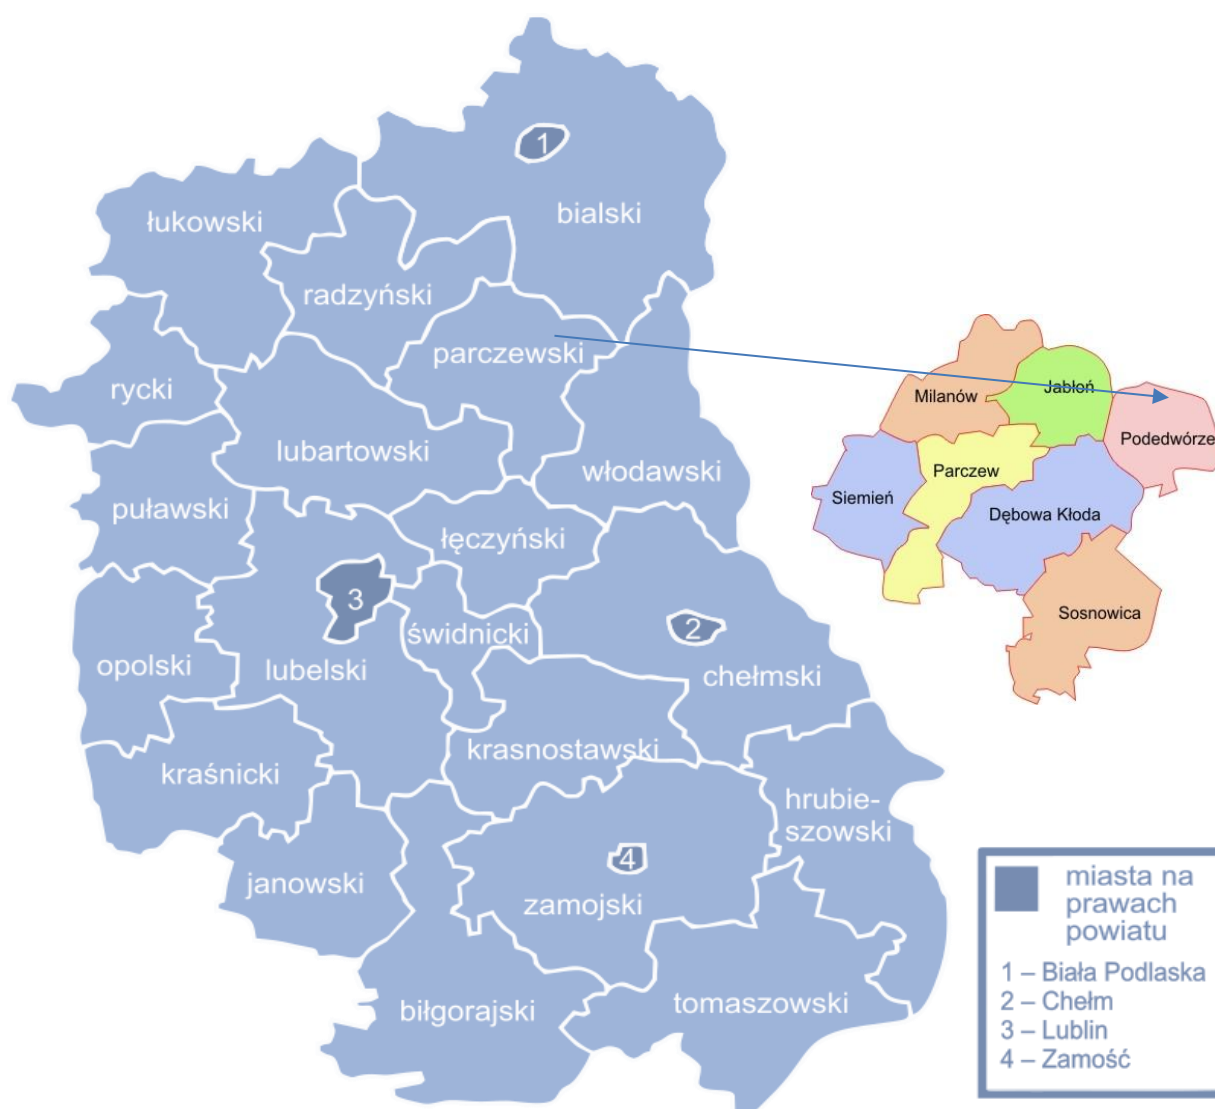 1
łukowski
bialski
radzyński
parczewski
rycki
lubartowski
włodawski
puławski
łęczyński
3
2
świdnicki
opolski
lubelski
chełmski
krasnostawski
kraśnicki
hrubie-
szowski
4
janowski
zamojski
biłgorajski
tomaszowski
Jabłoń
Milanów
Podedwórze
Parczew
Siemień
Dębowa Kłoda
Sosnowica
miasta na
prawach
powiatu
1 – Biała Podlaska
2 – Chełm
3 – Lublin
4 – Zamość